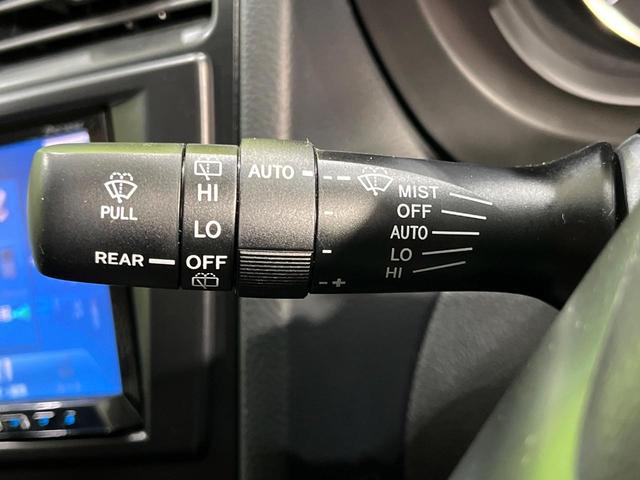 PULL
REAR
HI
LO
OFF
AUTO
- +
MIST
OFF
AUTO
LO
HI